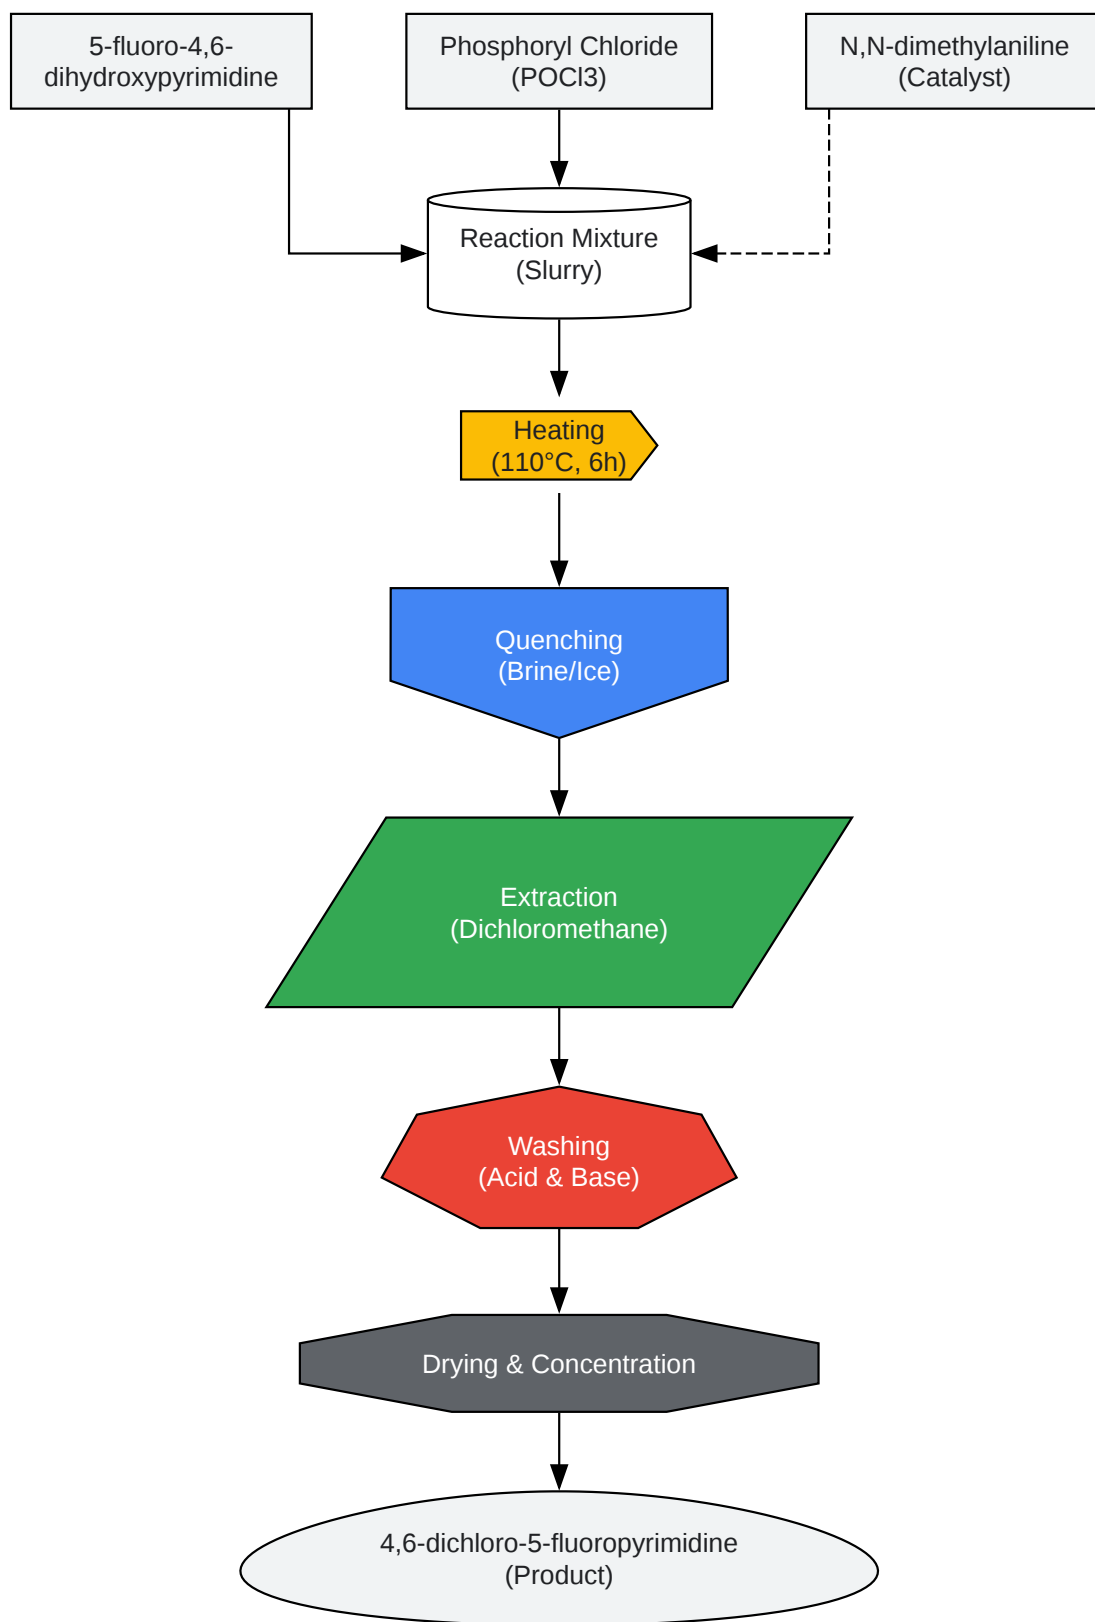 5-fluoro-4,6-
dihydroxypyrimidine
Phosphoryl Chloride
(POCl3)
N,N-dimethylaniline
(Catalyst)
Reaction Mixture
(Slurry)
Heating
(110°C, 6h)
Quenching
(Brine/Ice)
Extraction
(Dichloromethane)
Washing
(Acid & Base)
Drying & Concentration
4,6-dichloro-5-fluoropyrimidine
(Product)